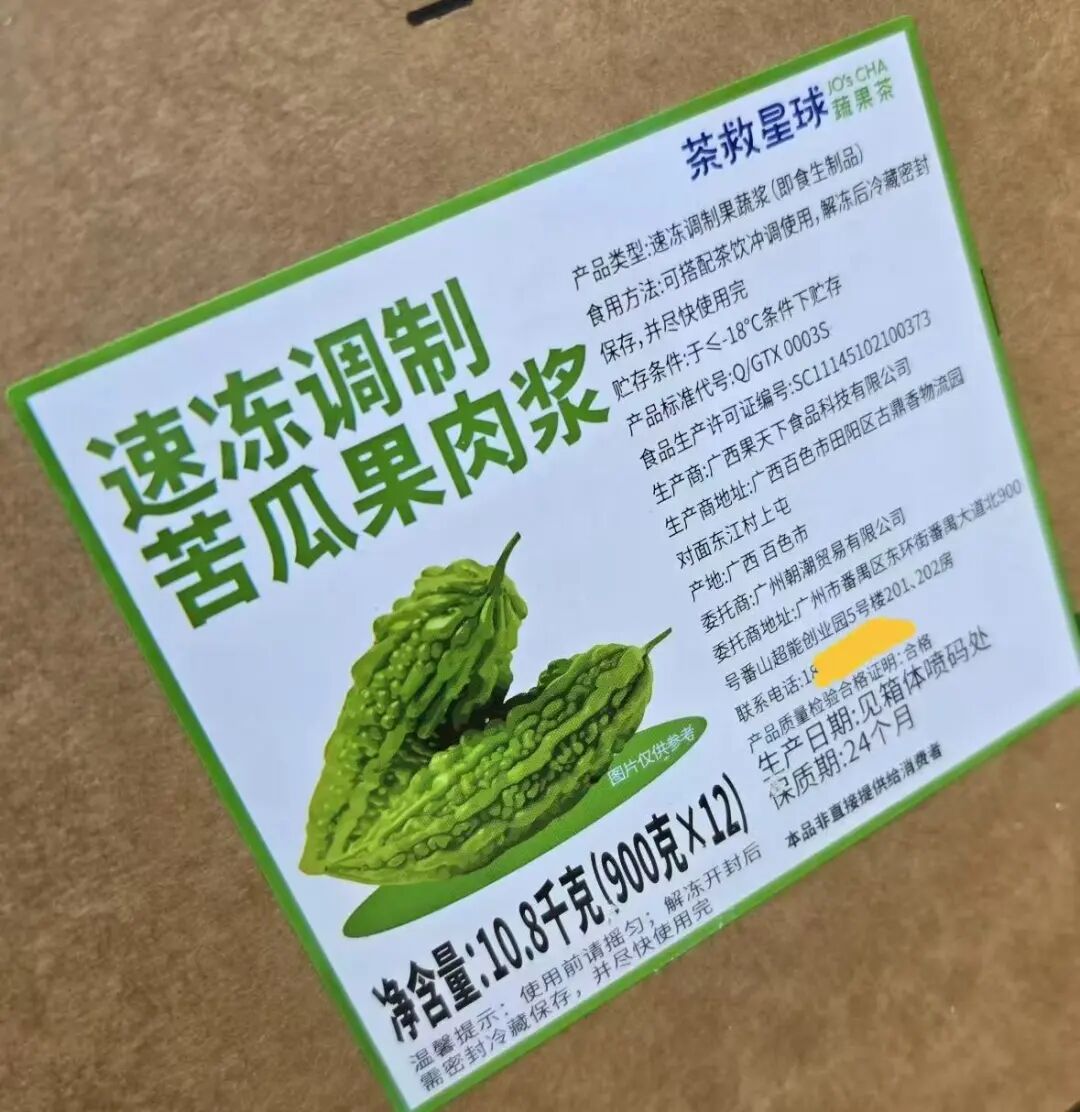 茶救星球
JO's CHA
蔬果茶
速冻调制
苦瓜果肉浆
产品类型:速冻调制果蔬浆(即食生制品)
食用方法:可搭配茶饮冲调使用,解冻后冷藏密封
保存,并尽快使用完
贮存条件:于≤-18℃条件下贮存
产品标准代号:Q/GTX 0003S
食品生产许可证编号:SC11145102100373
生产商:广西果天下食品科技有限公司
生产商地址:广西百色市田阳区古鼎香物流园
对面东江村上屯
产地:广西 百色市
委托商:广州朝潮贸易有限公司
委托商地址:广州市番禺区东环街番禺大道北900
号番山超能创业园5号楼201、202房
联系电话:18
产品质量检验合格证明:合格
生产日期:见箱体喷码处
保质期:24个月
本品非直接提供给消费者
图片仅供参考
净含量:10.8千克(900克×12)
温馨提示:使用前请摇匀;解冻开封后
需密封冷藏保存,并尽快使用完